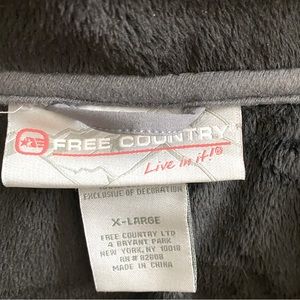 FREE COUNTRY
Live in it!®
EXCLUSIVE OF DECORATION
X-LARGE
FREE COUNTRY LTD
4 BRYANT PARK
NEW YORK, NY 10018
RN# 82608
MADE IN CHINA